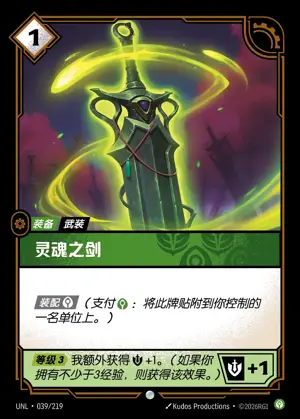 1
装备 武装
灵魂之剑
装配（支付：将此牌贴附到你控制的
一名单位上。）
等级 3 我额外获得+1。（如果你
拥有不少于3经验，则获得该效果。）
+1
UNL · 039/219
Kudos Productions
©2026RGI